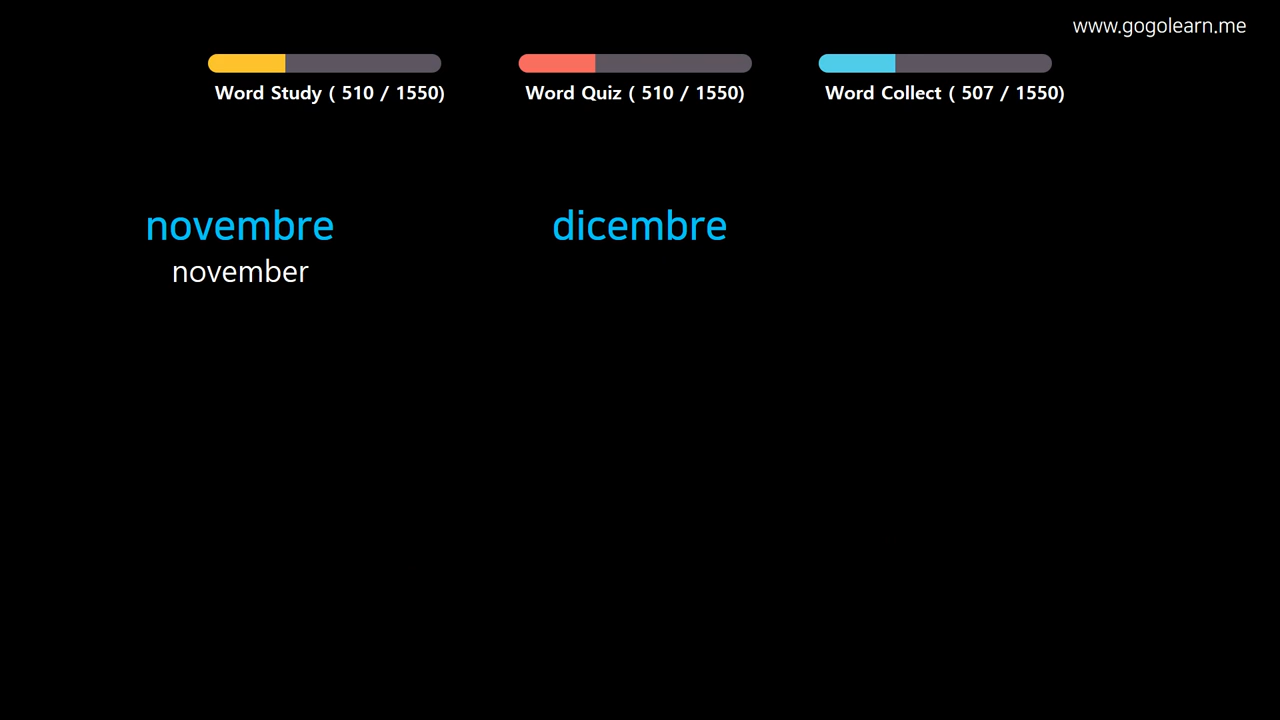 www.gogolearn.me
Word Study ( 510 / 1550)
Word Quiz ( 510 / 1550)
Word Collect ( 507 / 1550)
novembre
november
dicembre